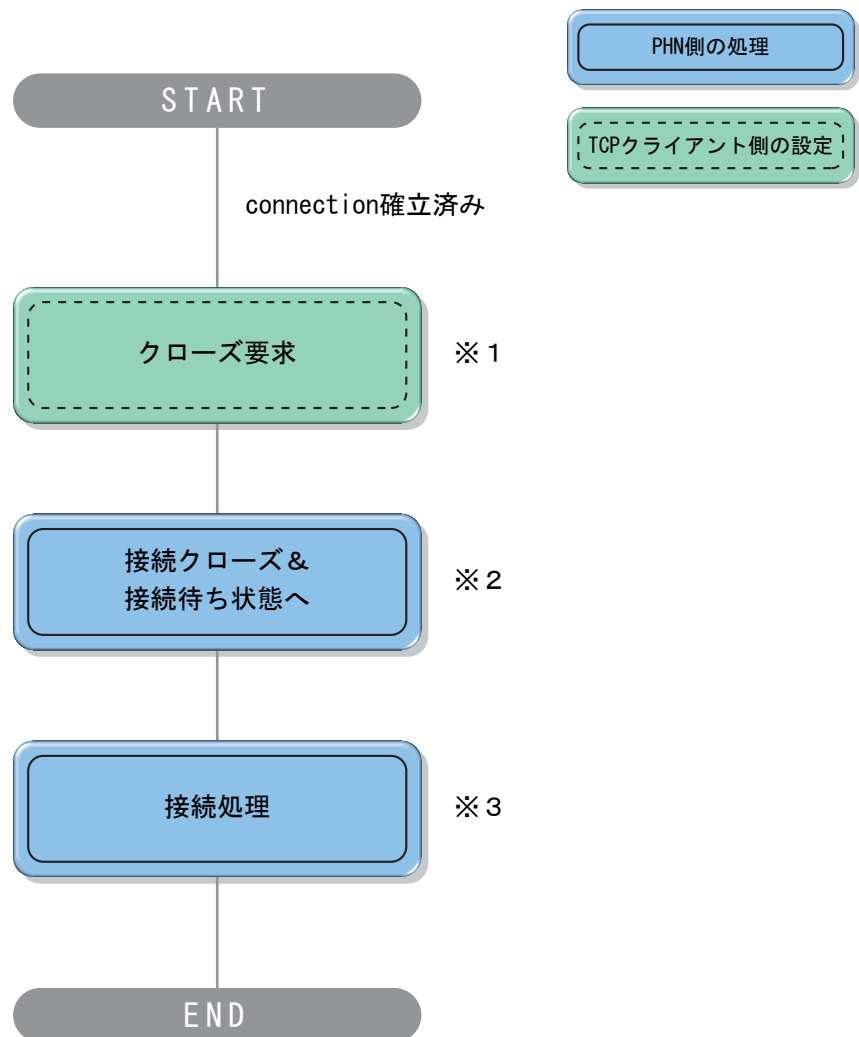 PHN側の処理
START
TCPクライアント側の設定
connection確立済み
クローズ要求
※1
接続クローズ&
接続待ち状態へ
※2
接続処理
※3
END